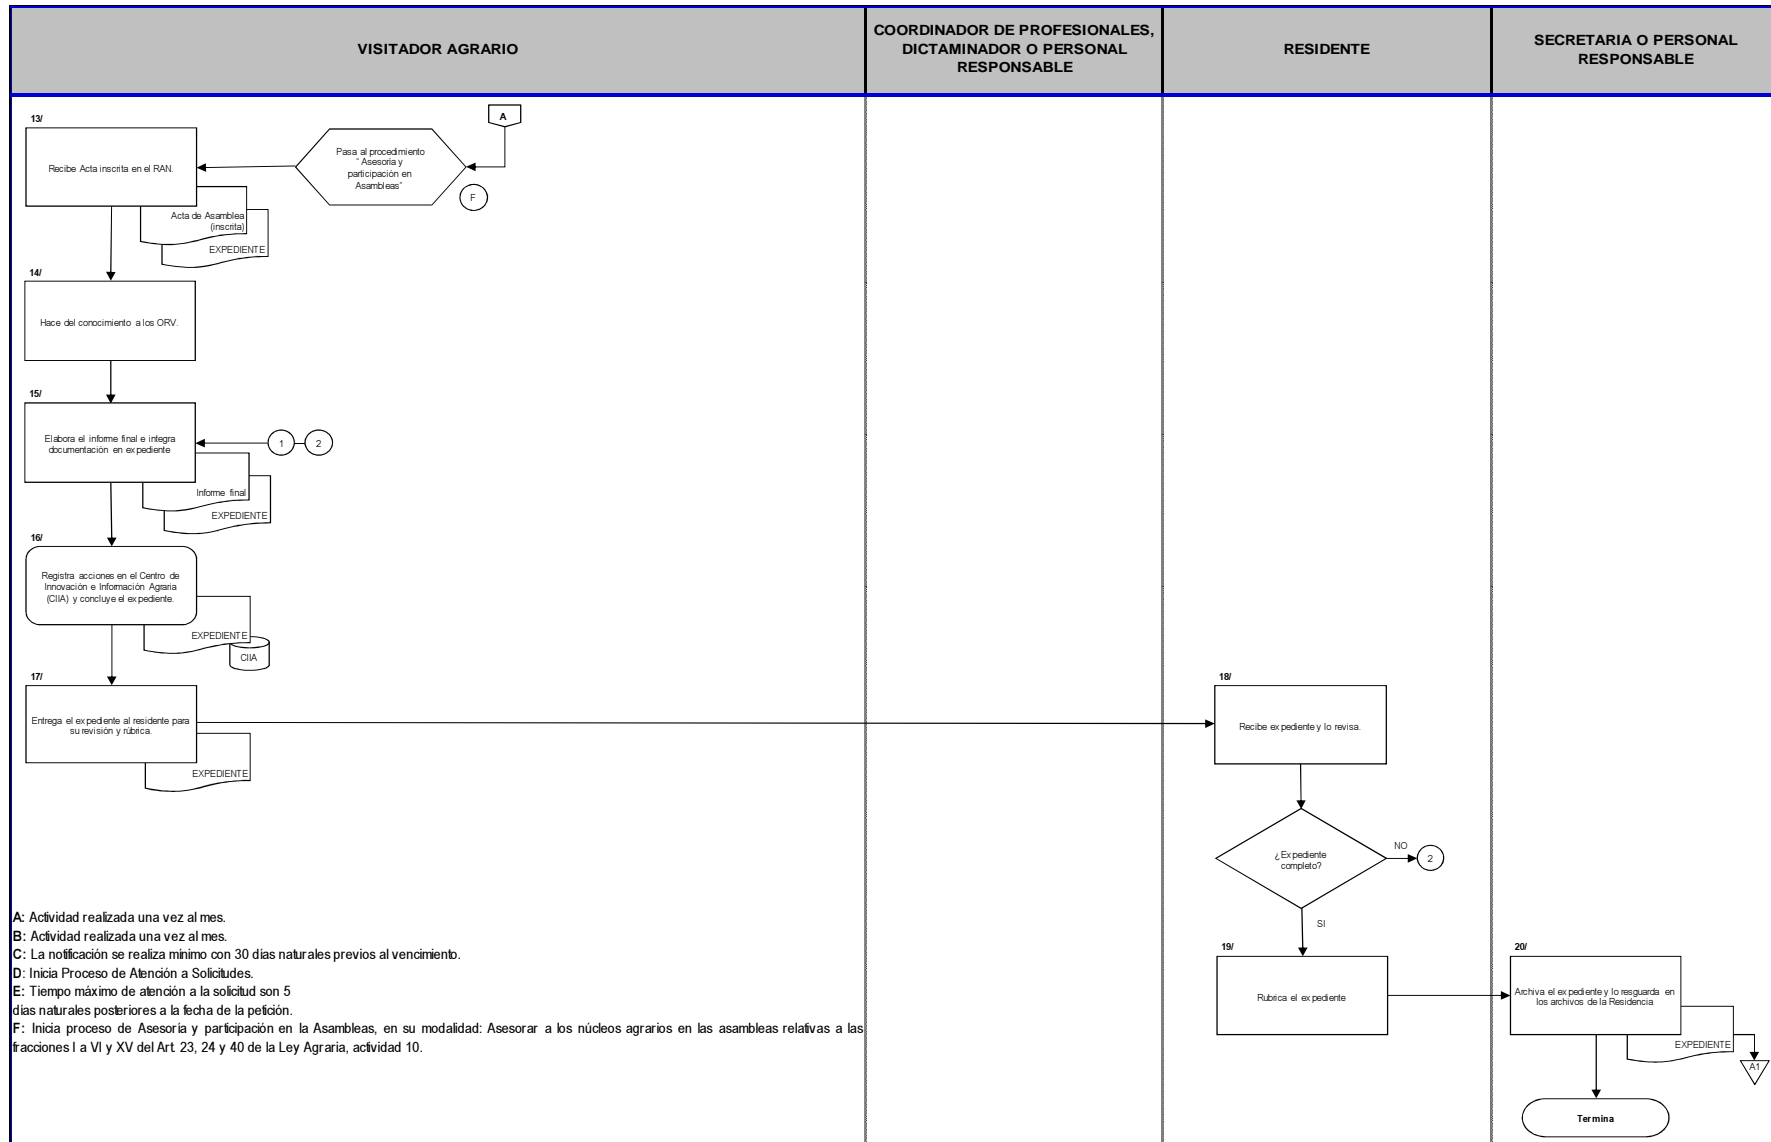 VISITADOR AGRARIO
COORDINADOR DE PROFESIONALES,
DICTAMINADOR O PERSONAL
RESPONSABLE
RESIDENTE
SECRETARIA O PERSONAL
RESPONSABLE
13/
Recibe Acta inscrita en el RAN.
Acta de Asamblea
(inscrita)
EXPEDIENTE
Pasa al procedimiento
" Asesoria y
participación en
Asambleas"
A
F
14/
Hace del conocimiento a los ORV.
15/
Elabora el informe final e integra
documentación en expediente
1
2
Informe final
EXPEDIENTE
16/
Registra acciones en el Centro de
Innovación e Información Agraria
(CIIA) y concluye el expediente.
EXPEDIENTE
CIIA
17/
Entrega el expediente al residente para
su revisión y rúbrica.
EXPEDIENTE
18/
Recibe expediente y lo revisa.
¿Expediente
completo?
NO
2
SI
19/
Rubrica el expediente
20/
Archiva el expediente y lo resguarda en
los archivos de la Residencia
EXPEDIENTE
A1
Termina
A: Actividad realizada una vez al mes.
B: Actividad realizada una vez al mes.
C: La notificación se realiza mínimo con 30 días naturales previos al vencimiento.
D: Inicia Proceso de Atención a Solicitudes.
E: Tiempo máximo de atención a la solicitud son 5
días naturales posteriores a la fecha de la petición.
F: Inicia proceso de Asesoría y participación en la Asambleas, en su modalidad: Asesorar a los núcleos agrarios en las asambleas relativas a las
fracciones I a VI y XV del Art. 23, 24 y 40 de la Ley Agraria, actividad 10.